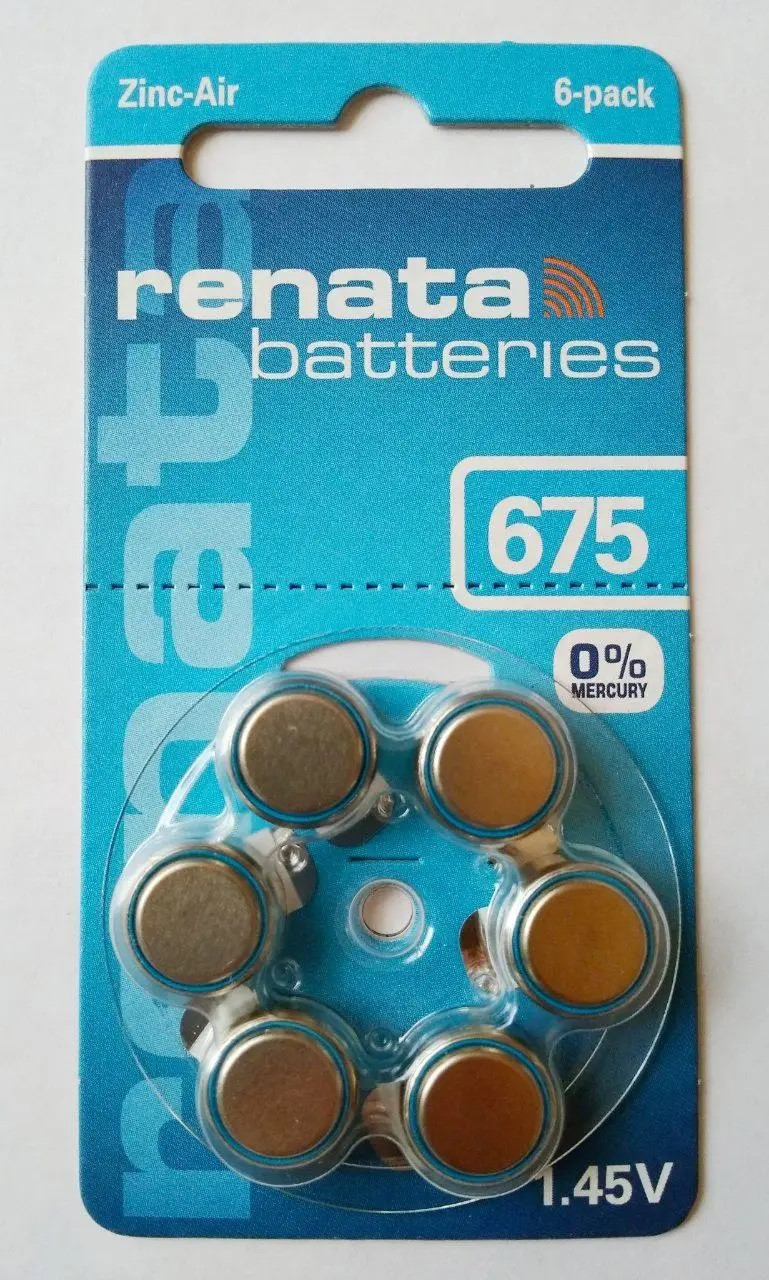 Zinc-Air 6-pack
renata
batteries
675
0%
MERCURY
1.45V
renata